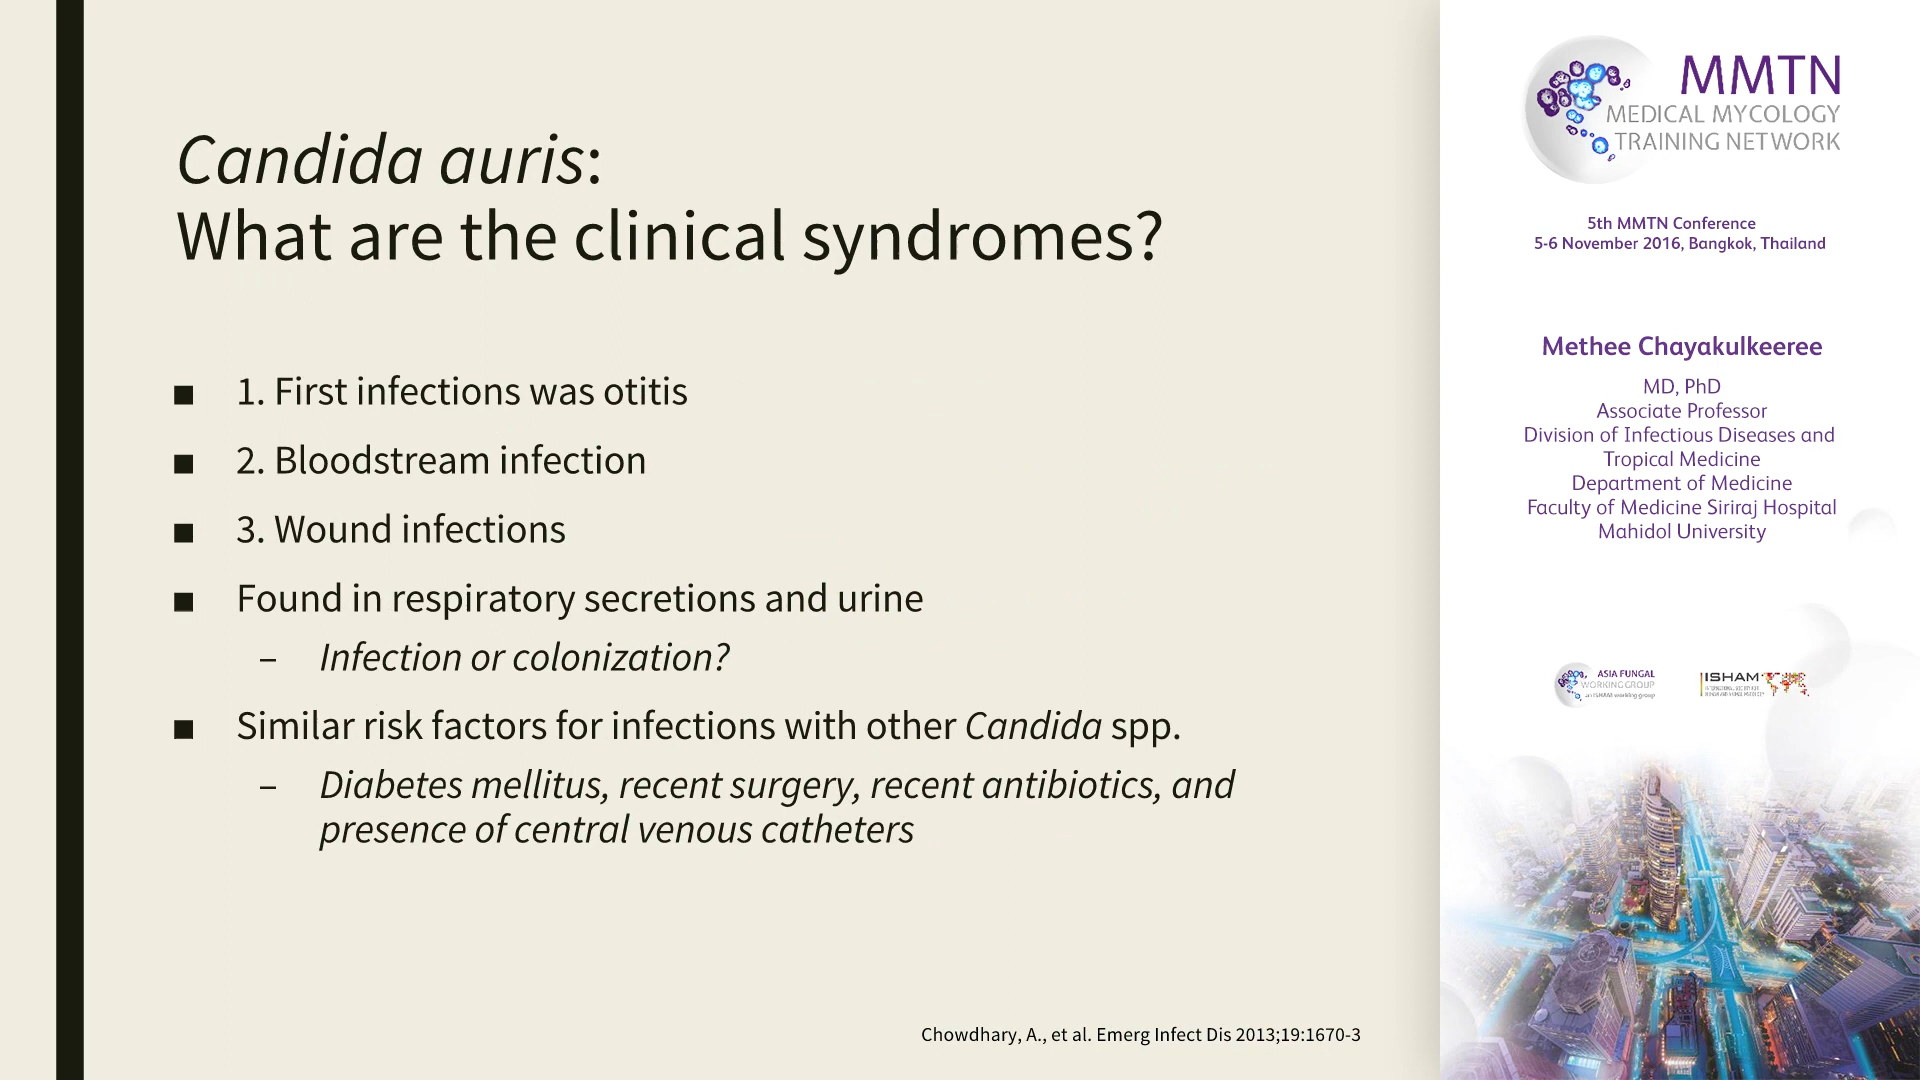 Candida auris:
What are the clinical syndromes?
■ 1. First infections was otitis
■ 2. Bloodstream infection
■ 3. Wound infections
■ Found in respiratory secretions and urine
– Infection or colonization?
■ Similar risk factors for infections with other Candida spp.
– Diabetes mellitus, recent surgery, recent antibiotics, and
presence of central venous catheters
Chowdhary, A., et al. Emerg Infect Dis 2013;19:1670-3
MMTN
MEDICAL MYCOLOGY
TRAINING NETWORK
5th MMTN Conference
5-6 November 2016, Bangkok, Thailand
Methee Chayakulkeeree
MD, PhD
Associate Professor
Division of Infectious Diseases and
Tropical Medicine
Department of Medicine
Faculty of Medicine Siriraj Hospital
Mahidol University
ASIA FUNGAL
WORKING GROUP
an ISHAM working group
ISHAM